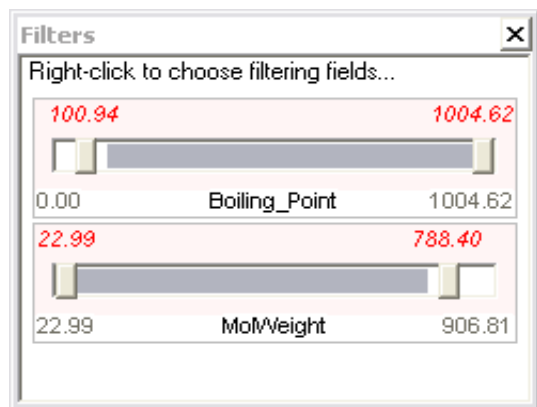 Filters
Right-click to choose filtering fields...
100.94 1004.62
0.00 Boiling_Point 1004.62
22.99 788.40
22.99 MolWeight 906.81